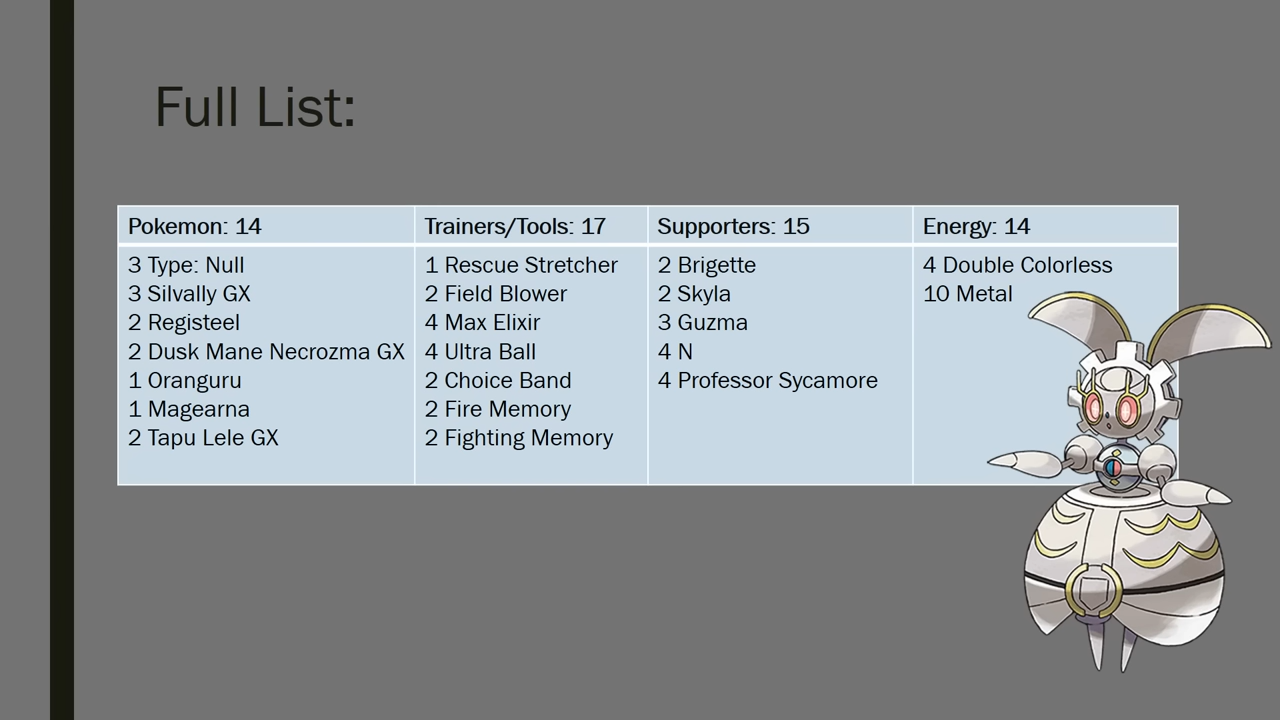 Full List:
Pokemon: 14
3 Type: Null
3 Silvally GX
2 Registeel
2 Dusk Mane Necrozma GX
1 Oranguru
1 Magearna
2 Tapu Lele GX
Trainers/Tools: 17
1 Rescue Stretcher
2 Field Blower
4 Max Elixir
4 Ultra Ball
2 Choice Band
2 Fire Memory
2 Fighting Memory
Supporters: 15
2 Brigette
2 Skyla
3 Guzma
4 N
4 Professor Sycamore
Energy: 14
4 Double Colorless
10 Metal